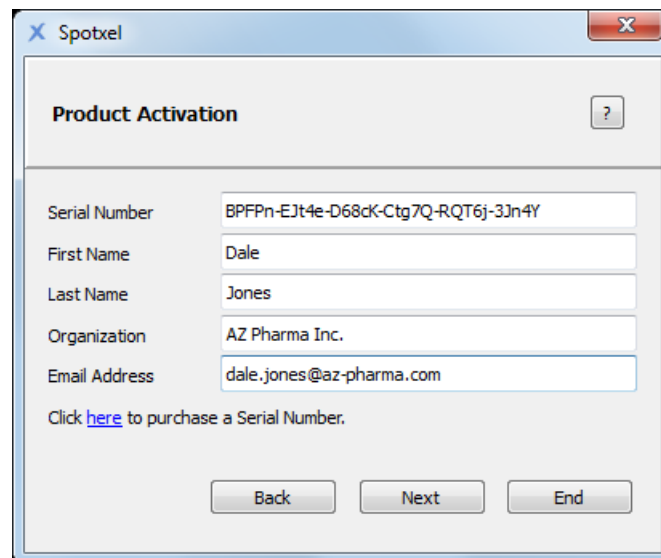 Spotxel
Product Activation
?
Serial Number BPFPn-EJt4e-D68cK-Ctg7Q-RQT6j-3Jn4Y
First Name Dale
Last Name Jones
Organization AZ Pharma Inc.
Email Address dale.jones@az-pharma.com
Click here to purchase a Serial Number.
Back Next End